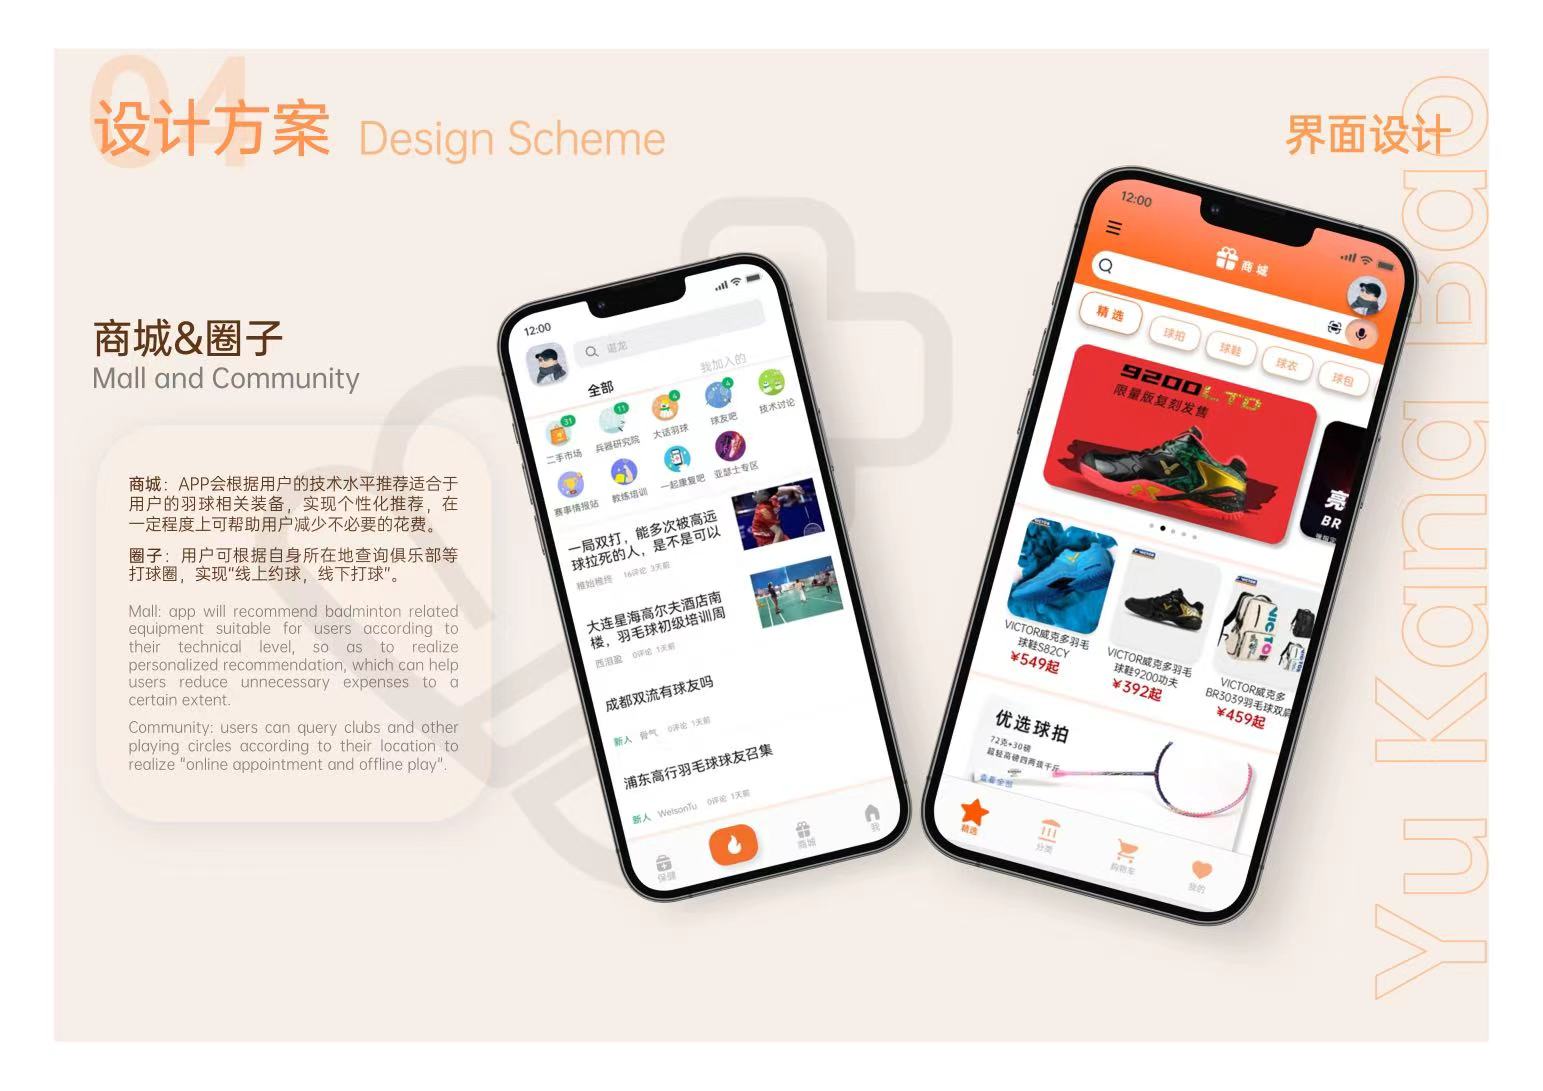 04
设计方案 Design Scheme
界面设计
商城&圈子
Mall and Community
商城：APP会根据用户的技术水平推荐适合于
用户的羽球相关装备，实现个性化推荐，在
一定程度上可帮助用户减少不必要的花费。
圈子：用户可根据自身所在地查询俱乐部等
打球圈，实现“线上约球，线下打球”。
Mall: app will recommend badminton related
equipment suitable for users according to
their technical level, so as to realize
personalized recommendation, which can help
users reduce unnecessary expenses to a
certain extent.
Community: users can query clubs and other
playing circles according to their location to
realize "online appointment and offline play".
12:00
谌龙
全部 我加入的
31 11 4 4
二手市场 兵器研究院 大话羽球 球友吧 技术讨论
赛事情报站 教练培训 一起康复吧 亚瑟士专区
一局双打，能多次被高远
球拉死的人，是不是可以
稚始稚终 16评论 3天前
大连星海高尔夫酒店南
楼，羽毛球初级培训周
西泪盈 0评论 1天前
成都双流有球友吗
新人 骨气 0评论 1天前
浦东高行羽毛球球友召集
新人 WelsonTu 0评论 1天前
保健 商城 我
12:00
商城
精选 球拍 球鞋 球衣 球包
9200LTD
限量版复刻发售
亮
BR
VICTOR威克多羽毛
球鞋S82CY
¥549起
VICTOR威克多羽毛
球鞋9200功夫
¥392起
VICTOR威克多
BR3039羽毛球双肩
¥459起
优选球拍
72克+30磅
超轻高磅四两拨千斤
查看全部
精选 分类 购物车 我的
Yu Kang Bao